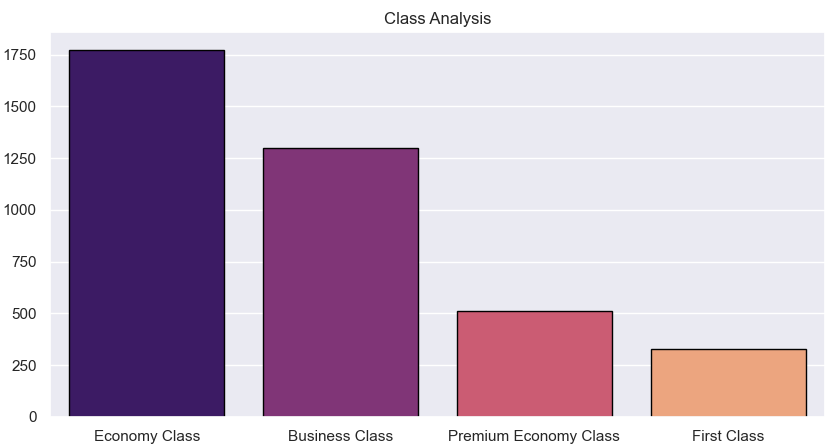 Class Analysis
1750
1500
1250
1000
750
500
250
0
Economy Class
Business Class
Premium Economy Class
First Class